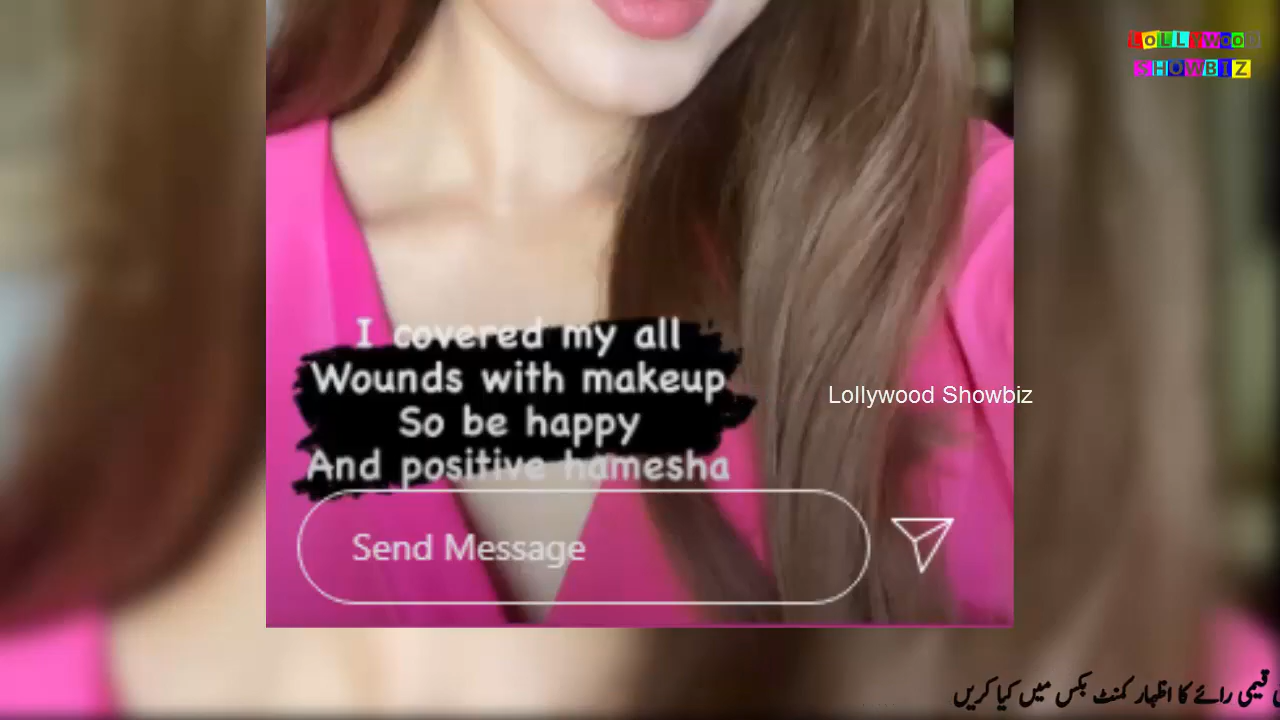 LOLLYWOOD
SHOWBIZ
I covered my all
Wounds with makeup
So be happy
And positive hamesha
Lollywood Showbiz
Send Message
قیمی رائے کا اظہار کمنٹ بکس میں کیا کریں